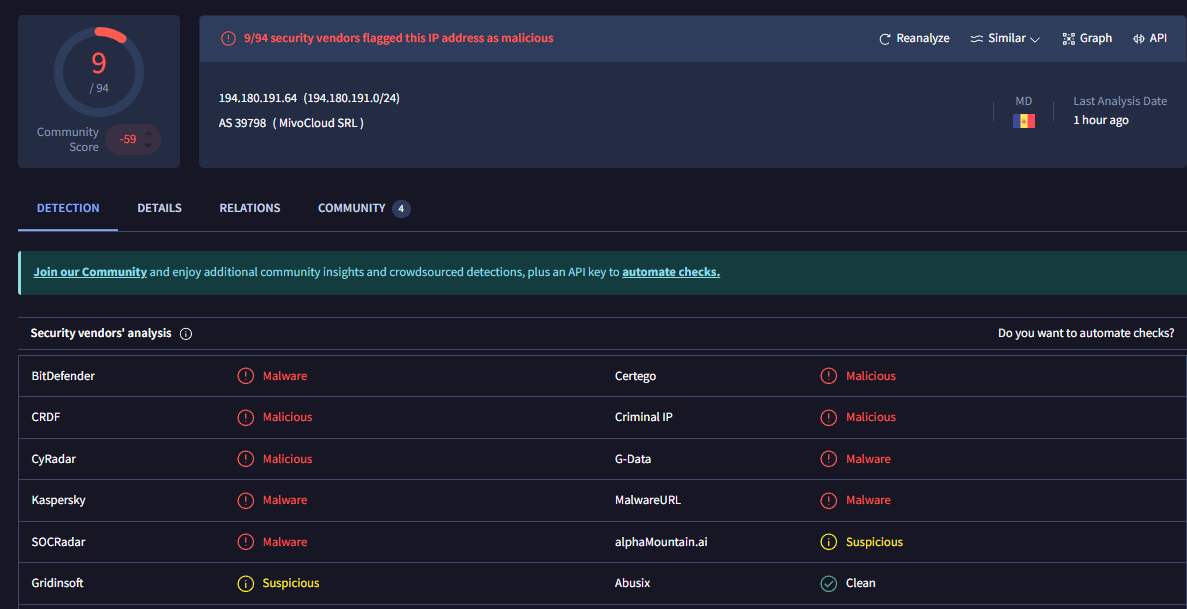 9
/ 94
Community
Score
-59
9/94 security vendors flagged this IP address as malicious
Reanalyze
Similar
Graph
API
194.180.191.64 (194.180.191.0/24)
AS 39798 ( MivoCloud SRL )
MD
Last Analysis Date
1 hour ago
DETECTION
DETAILS
RELATIONS
COMMUNITY 4
Join our Community and enjoy additional community insights and crowdsourced detections, plus an API key to automate checks.
Security vendors' analysis
Do you want to automate checks?
BitDefender Malware Certego Malicious
CRDF Malicious Criminal IP Malicious
CyRadar Malicious G-Data Malware
Kaspersky Malware MalwareURL Malware
SOCRadar Malware alphaMountain.ai Suspicious
Gridinsoft Suspicious Abusix Clean